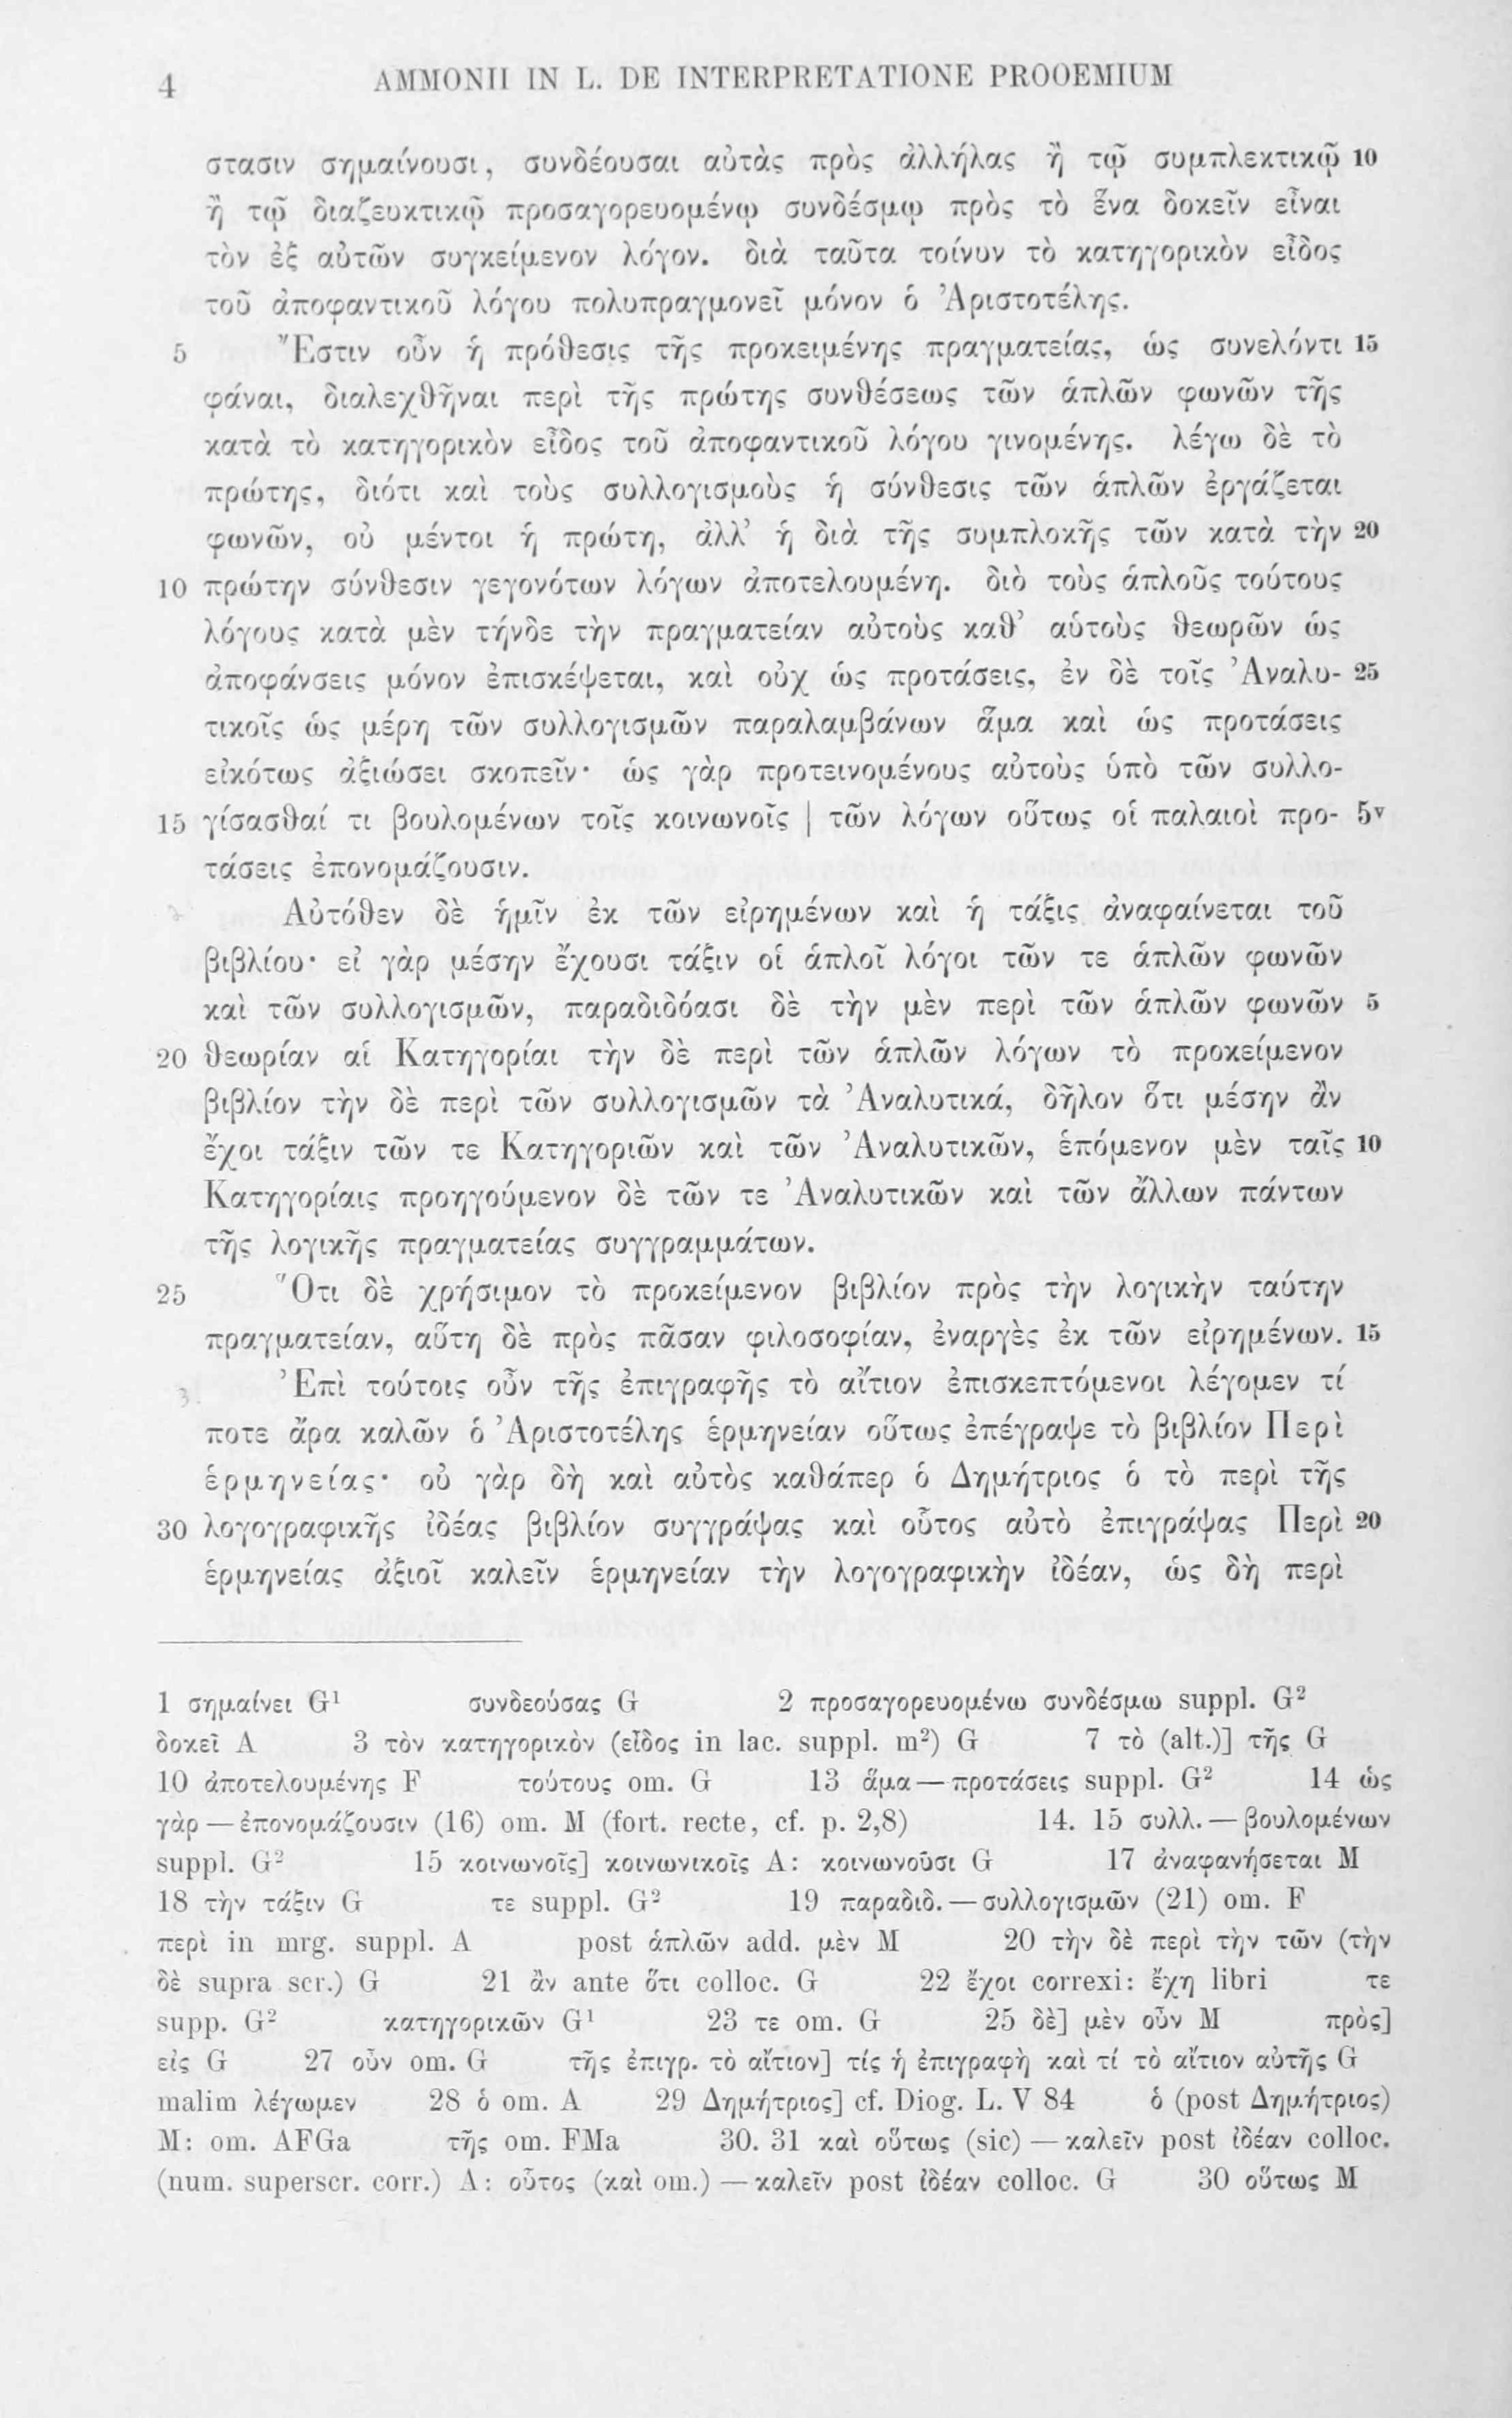 4 AMMONII IN L. DE INTERPRETATIONE PROOEMIUM
στασιν σημαίνουσι, συνδέουσαι αὐτὰς πρὸς ἀλλήλας ἢ τῷ συμπλεκτικῷ 10
ἢ τῷ διαζευκτικῷ προσαγορευομένῳ συνδέσμῳ πρὸς τὸ ἕνα δοκεῖν εἶναι
τὸν ἐξ αὐτῶν συγκείμενον λόγον. διὰ ταῦτα τοίνυν τὸ κατηγορικὸν εἶδος
τοῦ ἀποφαντικοῦ λόγου πολυπραγμονεῖ μόνον ὁ Ἀριστοτέλης.
5 Ἔστιν οὖν ἡ πρόθεσις τῆς προκειμένης πραγματείας, ὡς συνελόντι 15
φάναι, διαλεχθῆναι περὶ τῆς πρώτης συνθέσεως τῶν ἁπλῶν φωνῶν τῆς
κατὰ τὸ κατηγορικὸν εἶδος τοῦ ἀποφαντικοῦ λόγου γινομένης. λέγω δὲ τὸ
πρώτης, διότι καὶ τοὺς συλλογισμοὺς ἡ σύνθεσις τῶν ἁπλῶν ἐργάζεται
φωνῶν, οὐ μέντοι ἡ πρώτη, ἀλλ' ἡ διὰ τῆς συμπλοκῆς τῶν κατὰ τὴν 20
10 πρώτην σύνθεσιν γεγονότων λόγων ἀποτελουμένη. διὸ τοὺς ἁπλοῦς τούτους
λόγους κατὰ μὲν τήνδε τὴν πραγματείαν αὐτοὺς καθ' αὑτοὺς θεωρῶν ὡς
ἀποφάνσεις μόνον ἐπισκέψεται, καὶ οὐχ ὡς προτάσεις, ἐν δὲ τοῖς Ἀναλυ- 25
τικοῖς ὡς μέρη τῶν συλλογισμῶν παραλαμβάνων ἅμα καὶ ὡς προτάσεις
εἰκότως ἀξιώσει σκοπεῖν· ὡς γὰρ προτεινομένους αὐτοὺς ὑπὸ τῶν συλλο-
15 γίσασθαί τι βουλομένων τοῖς κοινωνοῖς | τῶν λόγων οὕτως οἱ παλαιοὶ προ- 5v
τάσεις ἐπονομάζουσιν.
Αὐτόθεν δὲ ἡμῖν ἐκ τῶν εἰρημένων καὶ ἡ τάξις ἀναφαίνεται τοῦ
βιβλίου· εἰ γὰρ μέσην ἔχουσι τάξιν οἱ ἁπλοῖ λόγοι τῶν τε ἁπλῶν φωνῶν
καὶ τῶν συλλογισμῶν, παραδιδόασι δὲ τὴν μὲν περὶ τῶν ἁπλῶν φωνῶν 5
20 θεωρίαν αἱ Κατηγορίαι τὴν δὲ περὶ τῶν ἁπλῶν λόγων τὸ προκείμενον
βιβλίον τὴν δὲ περὶ τῶν συλλογισμῶν τὰ Ἀναλυτικά, δῆλον ὅτι μέσην ἂν
ἔχοι τάξιν τῶν τε Κατηγοριῶν καὶ τῶν Ἀναλυτικῶν, ἑπόμενον μὲν ταῖς 10
Κατηγορίαις προηγούμενον δὲ τῶν τε Ἀναλυτικῶν καὶ τῶν ἄλλων πάντων
τῆς λογικῆς πραγματείας συγγραμμάτων.
25 Ὅτι δὲ χρήσιμον τὸ προκείμενον βιβλίον πρὸς τὴν λογικὴν ταύτην
πραγματείαν, αὕτη δὲ πρὸς πᾶσαν φιλοσοφίαν, ἐναργὲς ἐκ τῶν εἰρημένων. 15
Ἐπὶ τούτοις οὖν τῆς ἐπιγραφῆς τὸ αἴτιον ἐπισκεπτόμενοι λέγομεν τί
ποτε ἄρα καλῶν ὁ Ἀριστοτέλης ἑρμηνείαν οὕτως ἐπέγραψε τὸ βιβλίον Περὶ
ἑρμηνείας· οὐ γὰρ δὴ καὶ αὐτὸς καθάπερ ὁ Δημήτριος ὁ τὸ περὶ τῆς
30 λογογραφικῆς ἰδέας βιβλίον συγγράψας καὶ οὗτος αὐτὸ ἐπιγράψας Περὶ 20
ἑρμηνείας ἀξιοῖ καλεῖν ἑρμηνείαν τὴν λογογραφικὴν ἰδέαν, ὡς δὴ περὶ
1 σημαίνει G¹ συνδεούσας G 2 προσαγορευομένω συνδέσμω suppl. G²
δοκεῖ A 3 τὸν κατηγορικὸν (εἶδος in lac. suppl. m²) G 7 τὸ (alt.)] τῆς G
10 ἀποτελουμένης F τούτους om. G 13 ἅμα — προτάσεις suppl. G² 14 ὡς
γὰρ — ἐπονομάζουσιν (16) om. M (fort. recte, cf. p. 2,8) 14. 15 συλλ. — βουλομένων
suppl. G² 15 κοινωνοῖς] κοινωνικοῖς A: κοινωνοῦσι G 17 ἀναφανήσεται M
18 τὴν τάξιν G τε suppl. G² 19 παραδιδ. — συλλογισμῶν (21) om. F
περὶ in mrg. suppl. A post ἁπλῶν add. μὲν M 20 τὴν δὲ περὶ τὴν τῶν (τὴν
δὲ supra scr.) G 21 ἂν ante ὅτι colloc. G 22 ἔχοι correxi: ἔχη libri τε
supp. G² κατηγορικῶν G¹ 23 τε om. G 25 δὲ] μὲν οὖν M πρὸς]
εἰς G 27 οὖν om. G τῆς ἐπιγρ. τὸ αἴτιον] τίς ἡ ἐπιγραφὴ καὶ τί τὸ αἴτιον αὐτῆς G
malim λέγωμεν 28 ὁ om. A 29 Δημήτριος] cf. Diog. L. V 84 ὁ (post Δημήτριος)
M: om. AFGa τῆς om. FMa 30. 31 καὶ οὕτως (sic) — καλεῖν post ἰδέαν colloc.
(num. superscr. corr.) A: οὗτος (καὶ om.) — καλεῖν post ἰδέαν colloc. G 30 οὕτως M